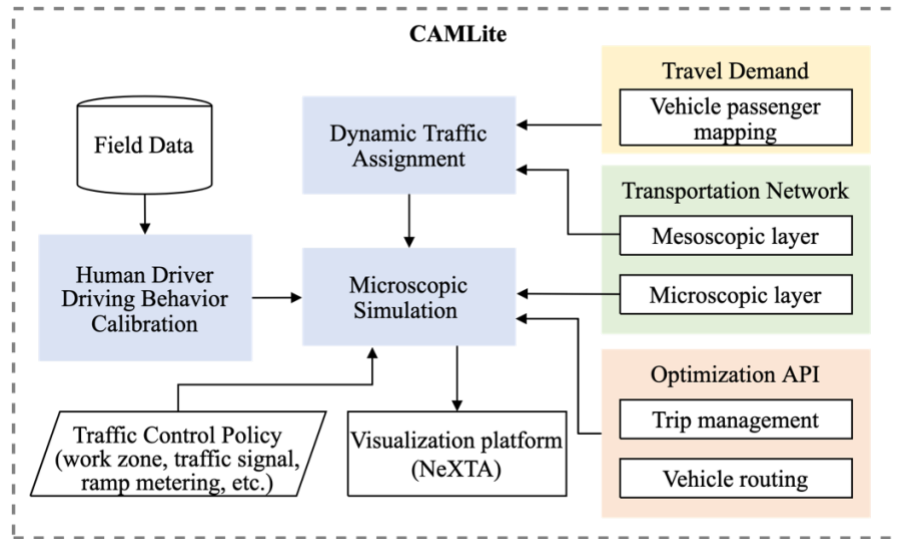 CAMLite
Field Data
Human Driver
Driving Behavior
Calibration
Dynamic Traffic
Assignment
Microscopic
Simulation
Traffic Control Policy
(work zone, traffic signal,
ramp metering, etc.)
Visualization platform
(NeXTA)
Travel Demand
Vehicle passenger
mapping
Transportation Network
Mesoscopic layer
Microscopic layer
Optimization API
Trip management
Vehicle routing